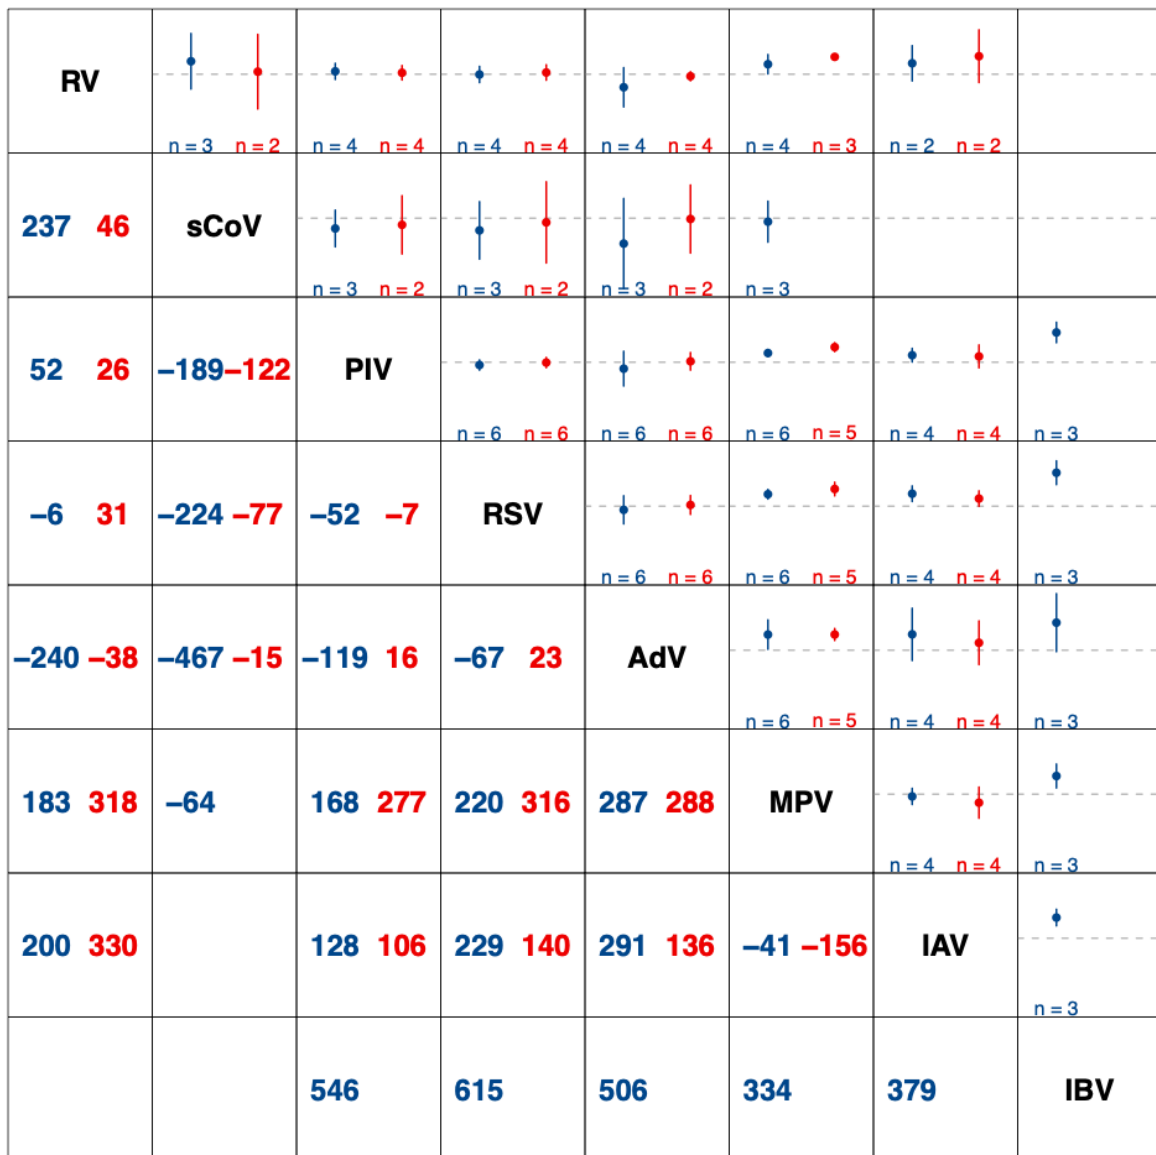 RV
n = 3 n = 2 n = 4 n = 4 n = 4 n = 4 n = 4 n = 4 n = 4 n = 3 n = 2 n = 2
237 46 sCoV
n = 3 n = 2 n = 3 n = 2 n = 3 n = 2 n = 3
52 26 −189 −122 PIV
n = 6 n = 6 n = 6 n = 6 n = 6 n = 5 n = 4 n = 4 n = 3
−6 31 −224 −77 −52 −7 RSV
n = 6 n = 6 n = 6 n = 5 n = 4 n = 4 n = 3
−240 −38 −467 −15 −119 16 −67 23 AdV
n = 6 n = 5 n = 4 n = 4 n = 3
183 318 −64 168 277 220 316 287 288 MPV
n = 4 n = 4 n = 3
200 330 128 106 229 140 291 136 −41 −156 IAV
n = 3
546 615 506 334 379 IBV